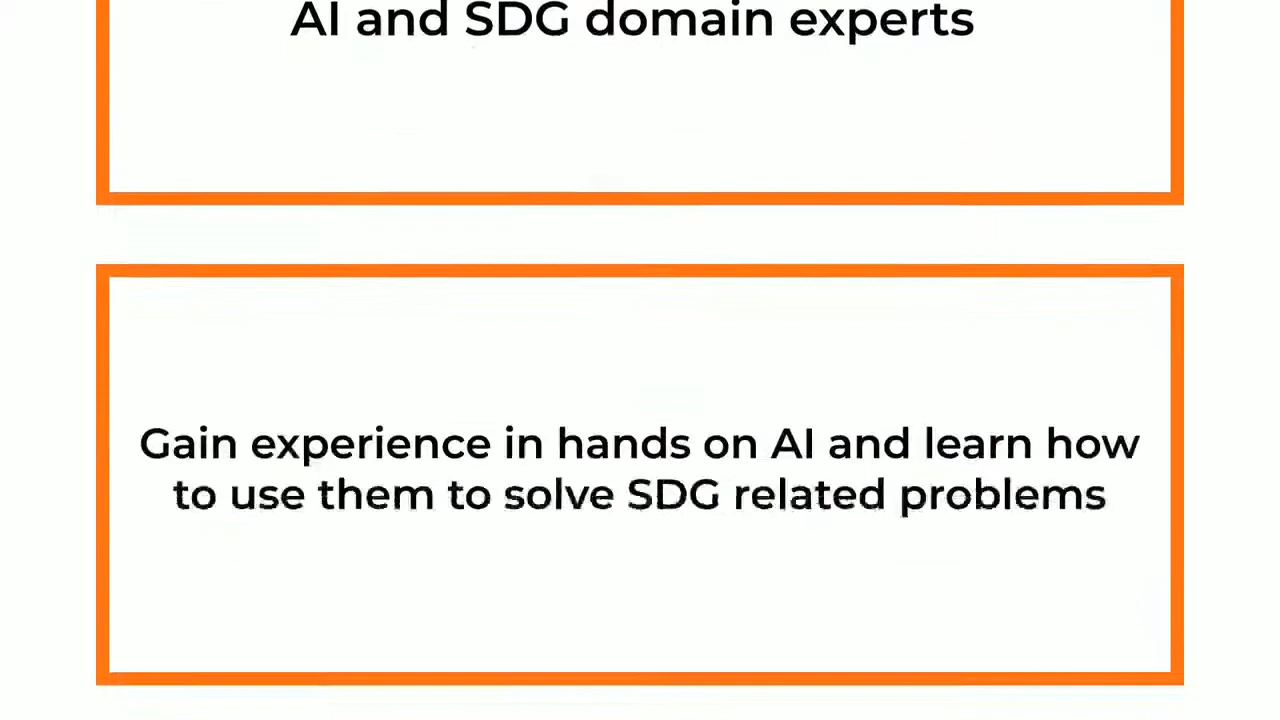 AI and SDG domain experts
Gain experience in hands on AI and learn how
to use them to solve SDG related problems